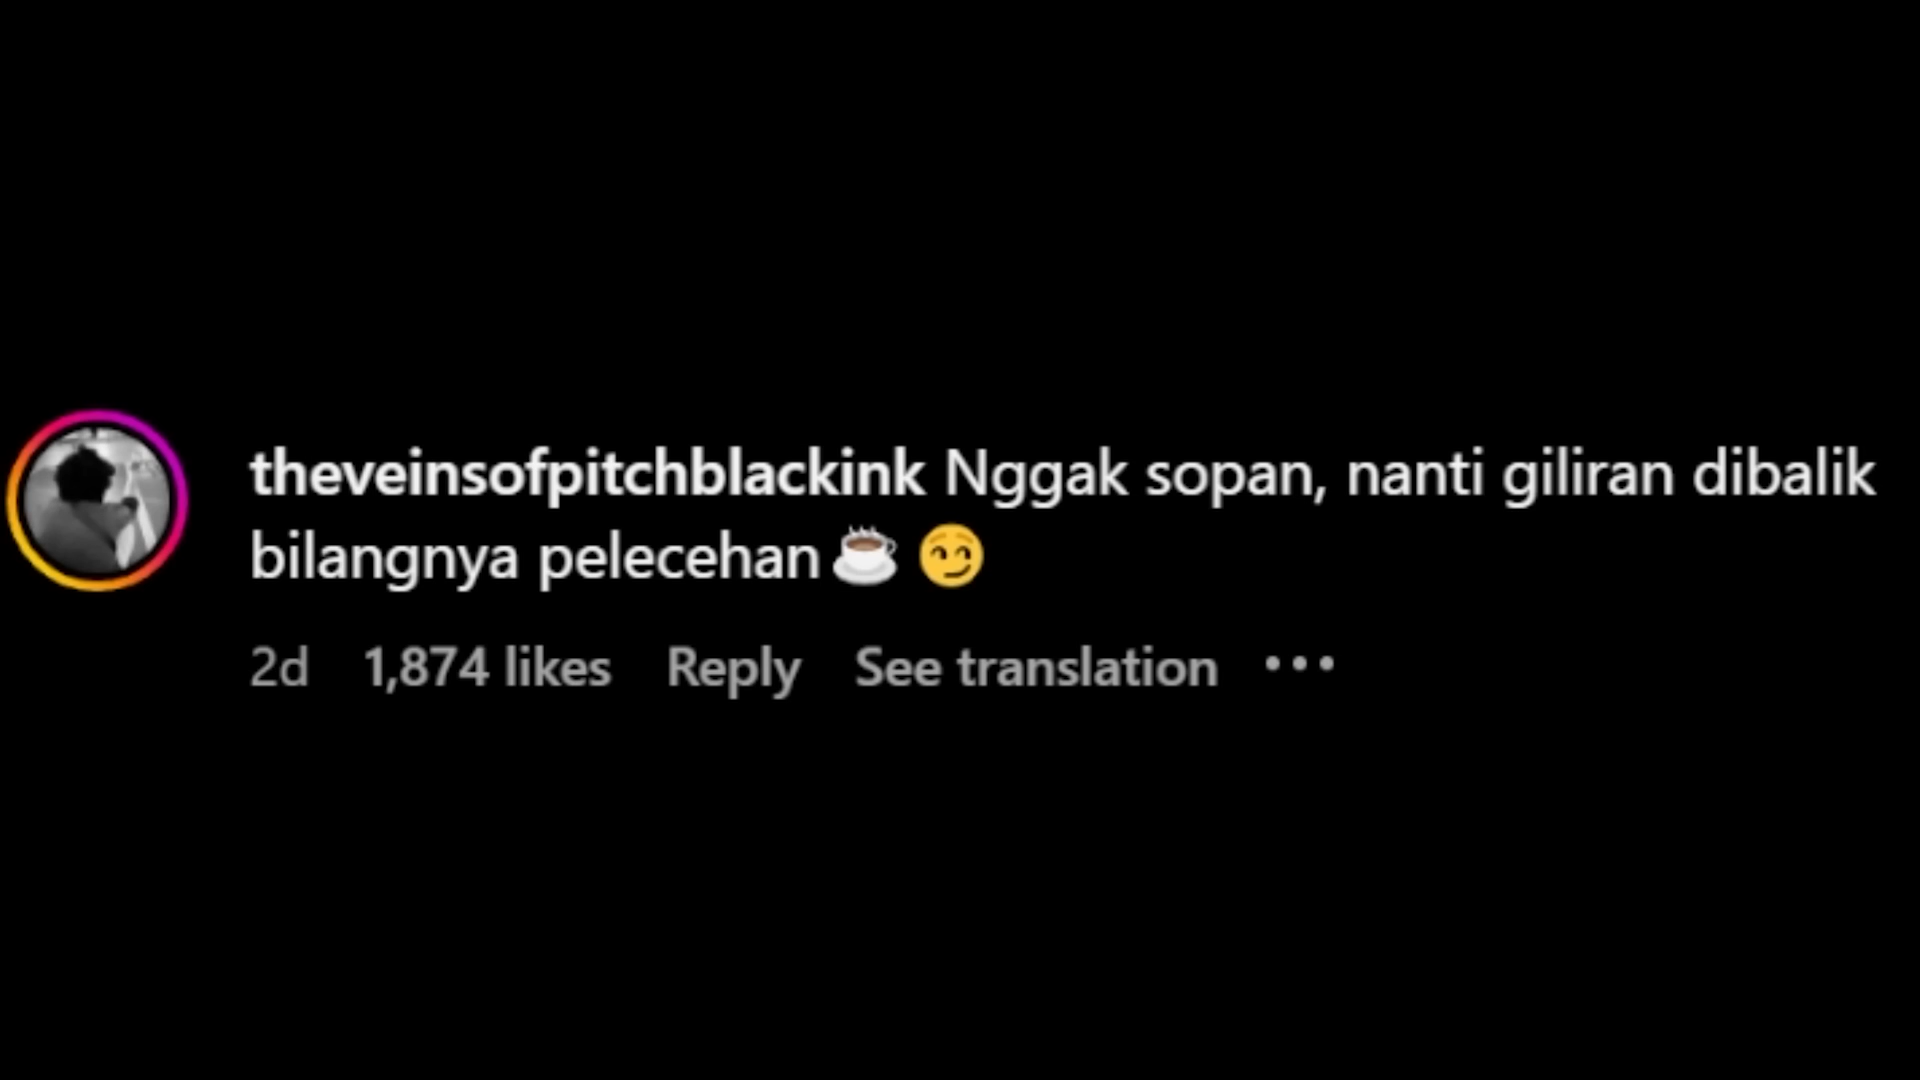 theveinsofpitchblackink Nggak sopan, nanti giliran dibalik
bilangnya pelecehan☕😏
2d 1,874 likes Reply See translation •••